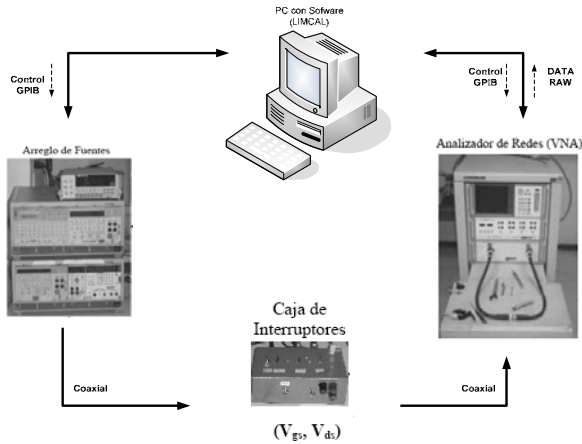 PC con Sofware
(LIMCAL)
Control
GPIB
Control
GPIB
DATA
RAW
Arreglo de Fuentes
Analizador de Redes (VNA)
Caja de
Interruptores
Coaxial
Coaxial
(Vgs, Vds)